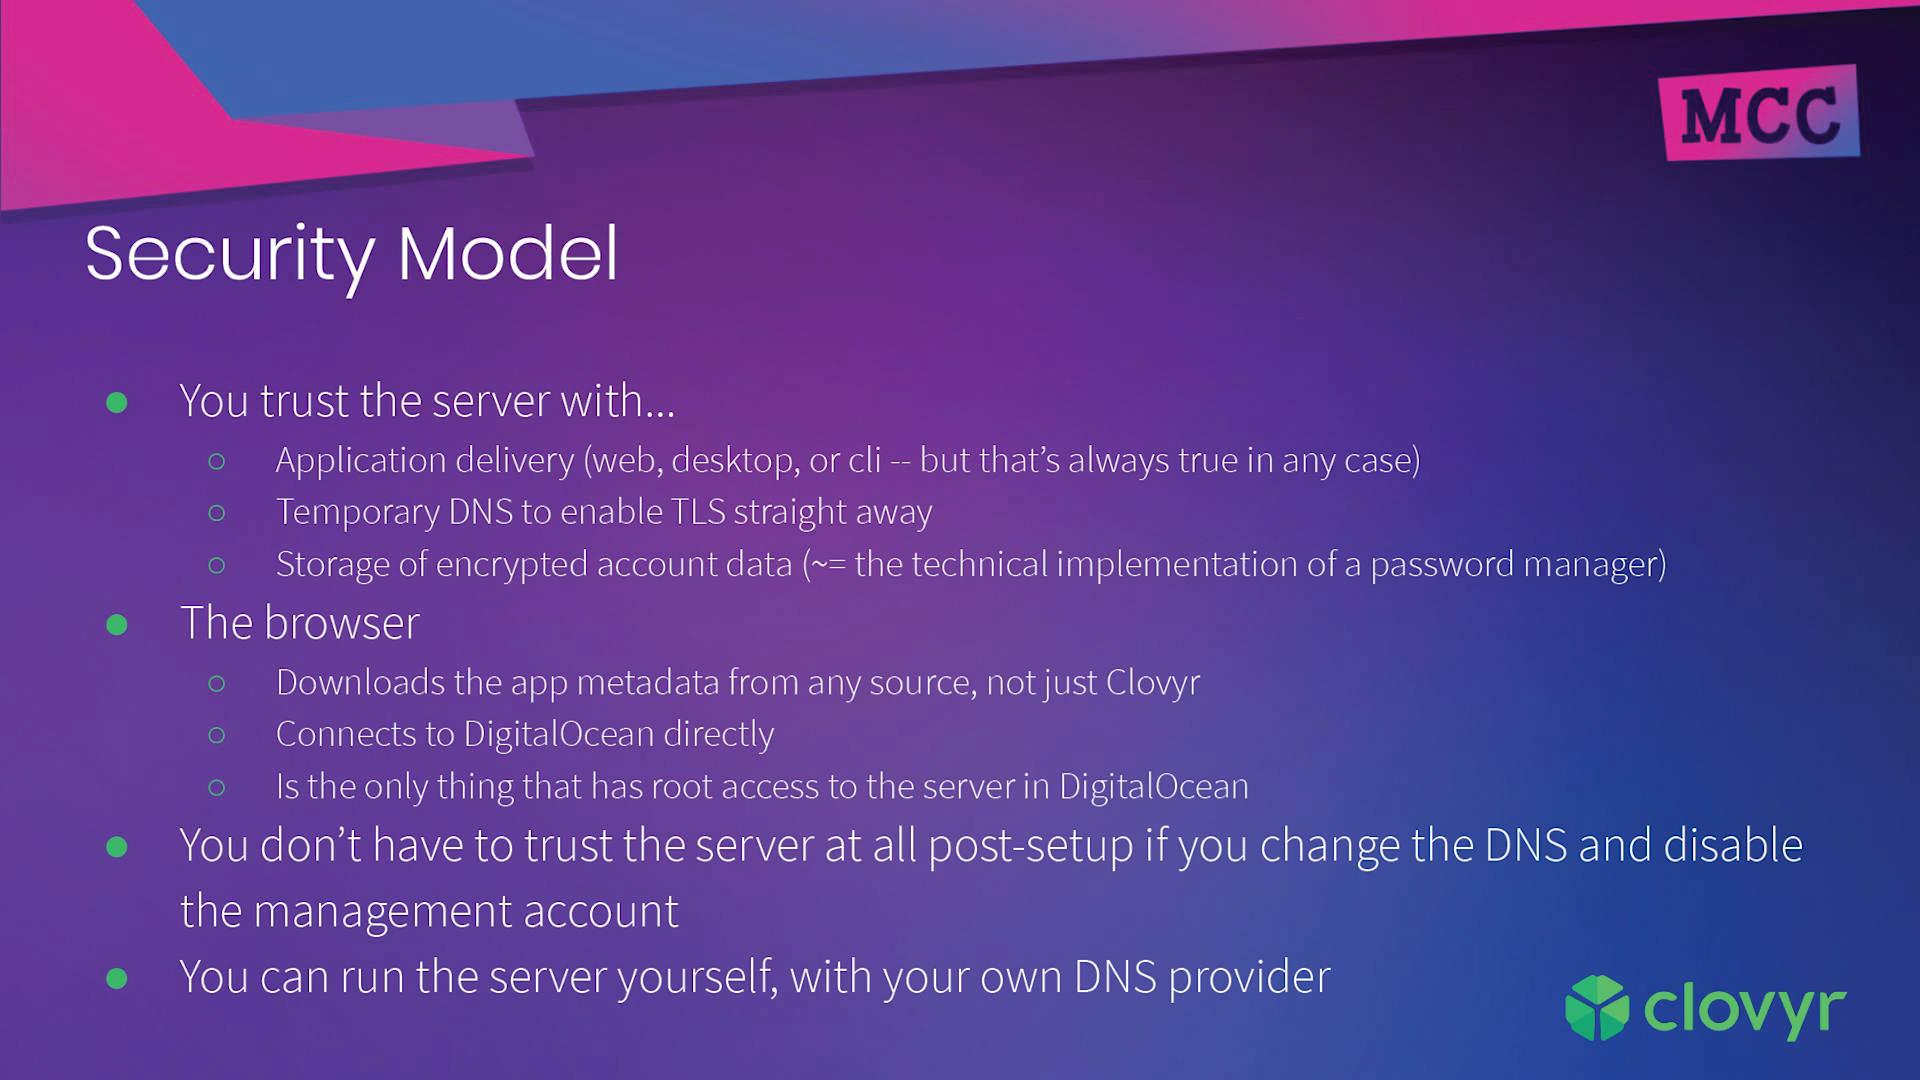 MCC
Security Model
● You trust the server with...
○ Application delivery (web, desktop, or cli -- but that’s always true in any case)
○ Temporary DNS to enable TLS straight away
○ Storage of encrypted account data (~= the technical implementation of a password manager)
● The browser
○ Downloads the app metadata from any source, not just Clovyr
○ Connects to DigitalOcean directly
○ Is the only thing that has root access to the server in DigitalOcean
● You don’t have to trust the server at all post-setup if you change the DNS and disable
the management account
● You can run the server yourself, with your own DNS provider
clovyr